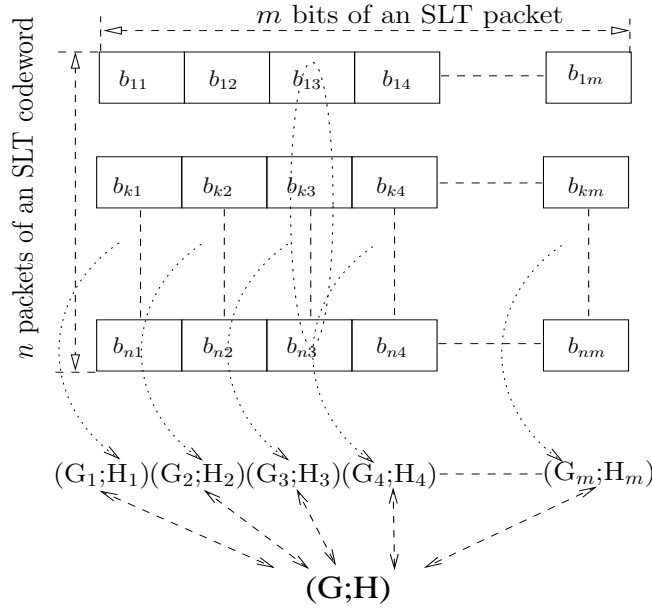 m bits of an SLT packet
n packets of an SLT codeword
b₁₁ b₁₂ b₁₃ b₁₄ b₁ₘ
bₖ₁ bₖ₂ bₖ₃ bₖ₄ bₖₘ
bₙ₁ bₙ₂ bₙ₃ bₙ₄ bₙₘ
(G₁;H₁)(G₂;H₂)(G₃;H₃)(G₄;H₄) (Gₘ;Hₘ)
(G;H)